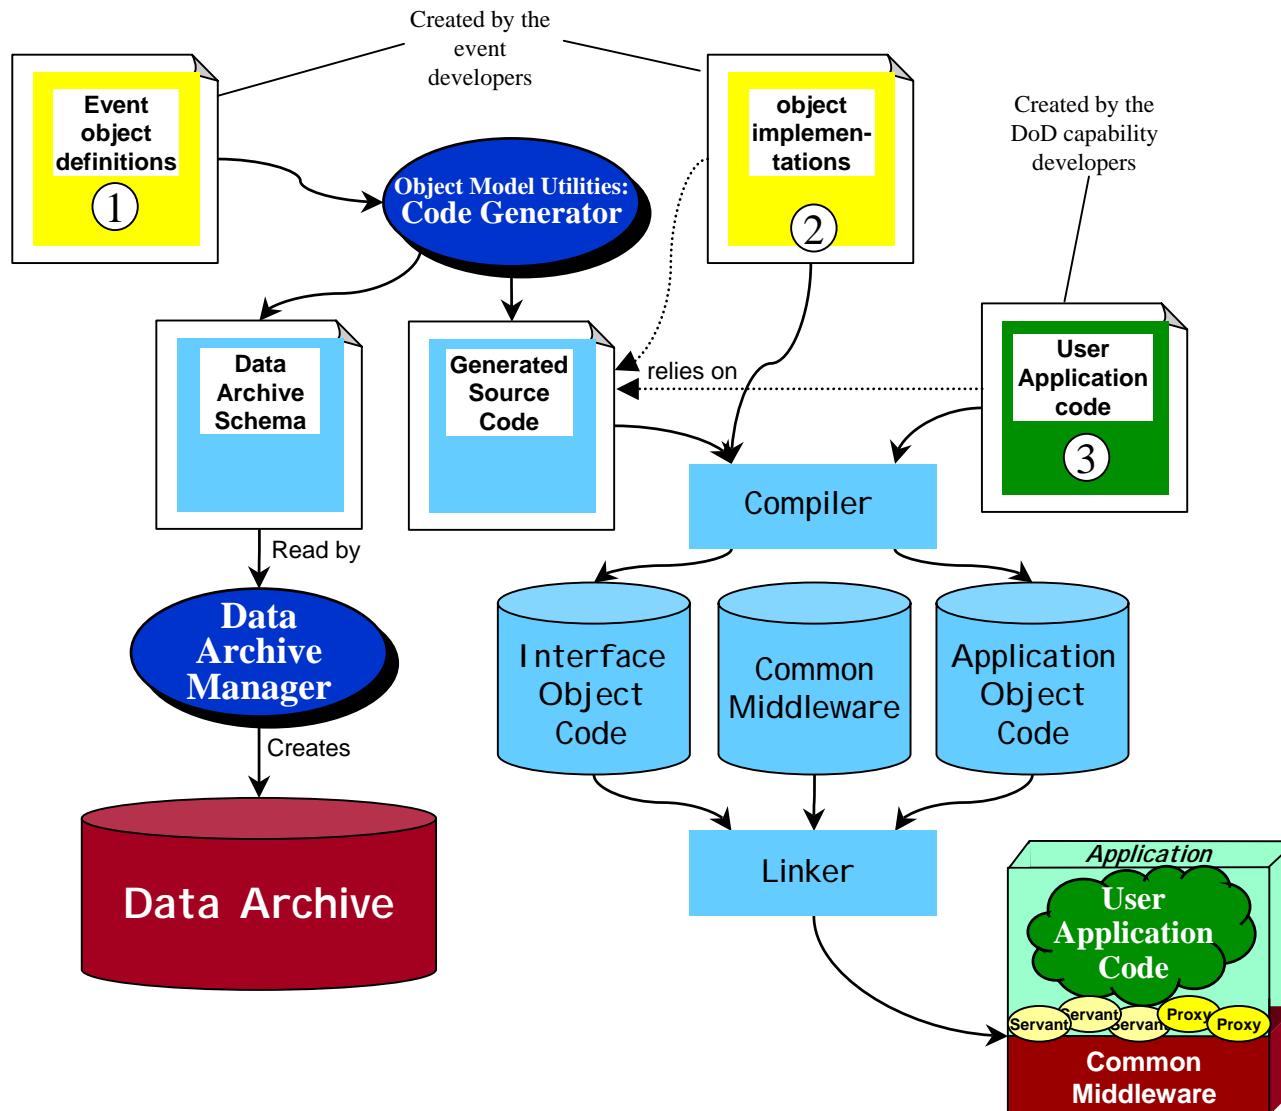 Created by the
event
developers
Event
object
definitions
1
object
implemen-
tations
2
Created by the
DoD capability
developers
Object Model Utilities:
Code Generator
Data
Archive
Schema
Generated
Source
Code
relies on
User
Application
code
3
Compiler
Read by
Data
Archive
Manager
Interface
Object
Code
Common
Middleware
Application
Object
Code
Creates
Data Archive
Linker
Application
User
Application
Code
Servant
Servant
Servant
Proxy
Proxy
Common
Middleware